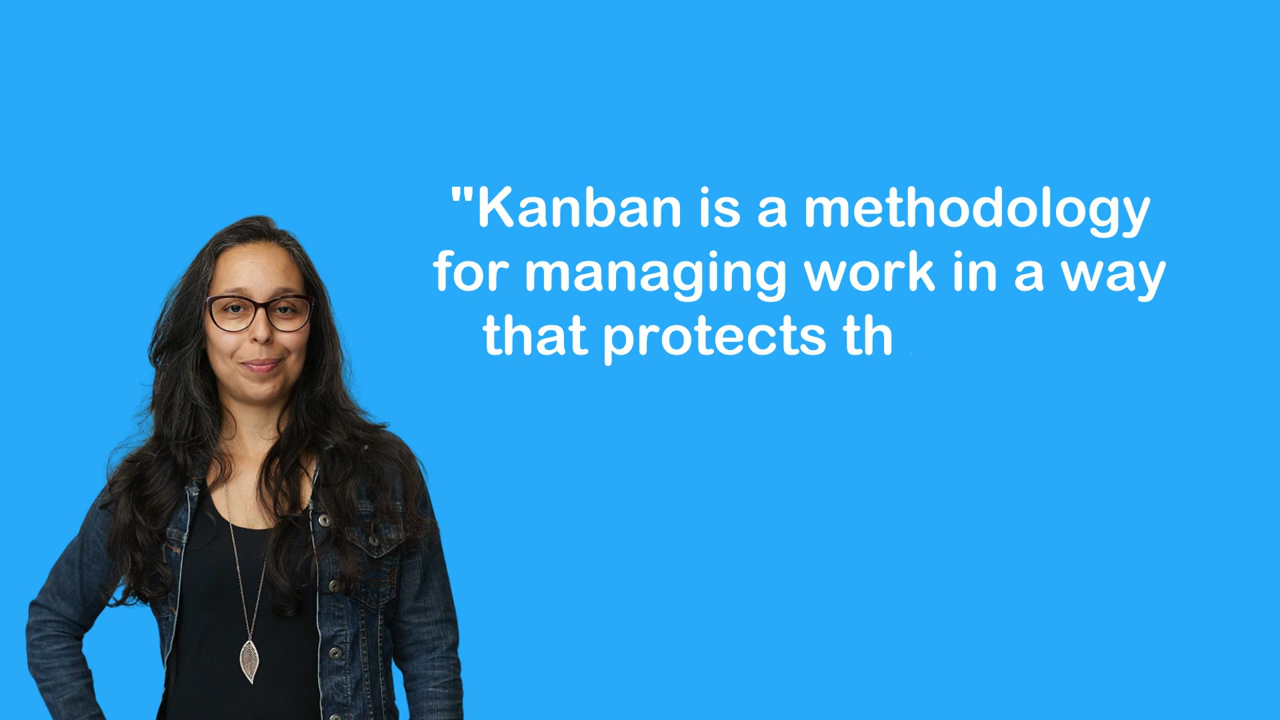 "Kanban is a methodology
for managing work in a way
that protects th